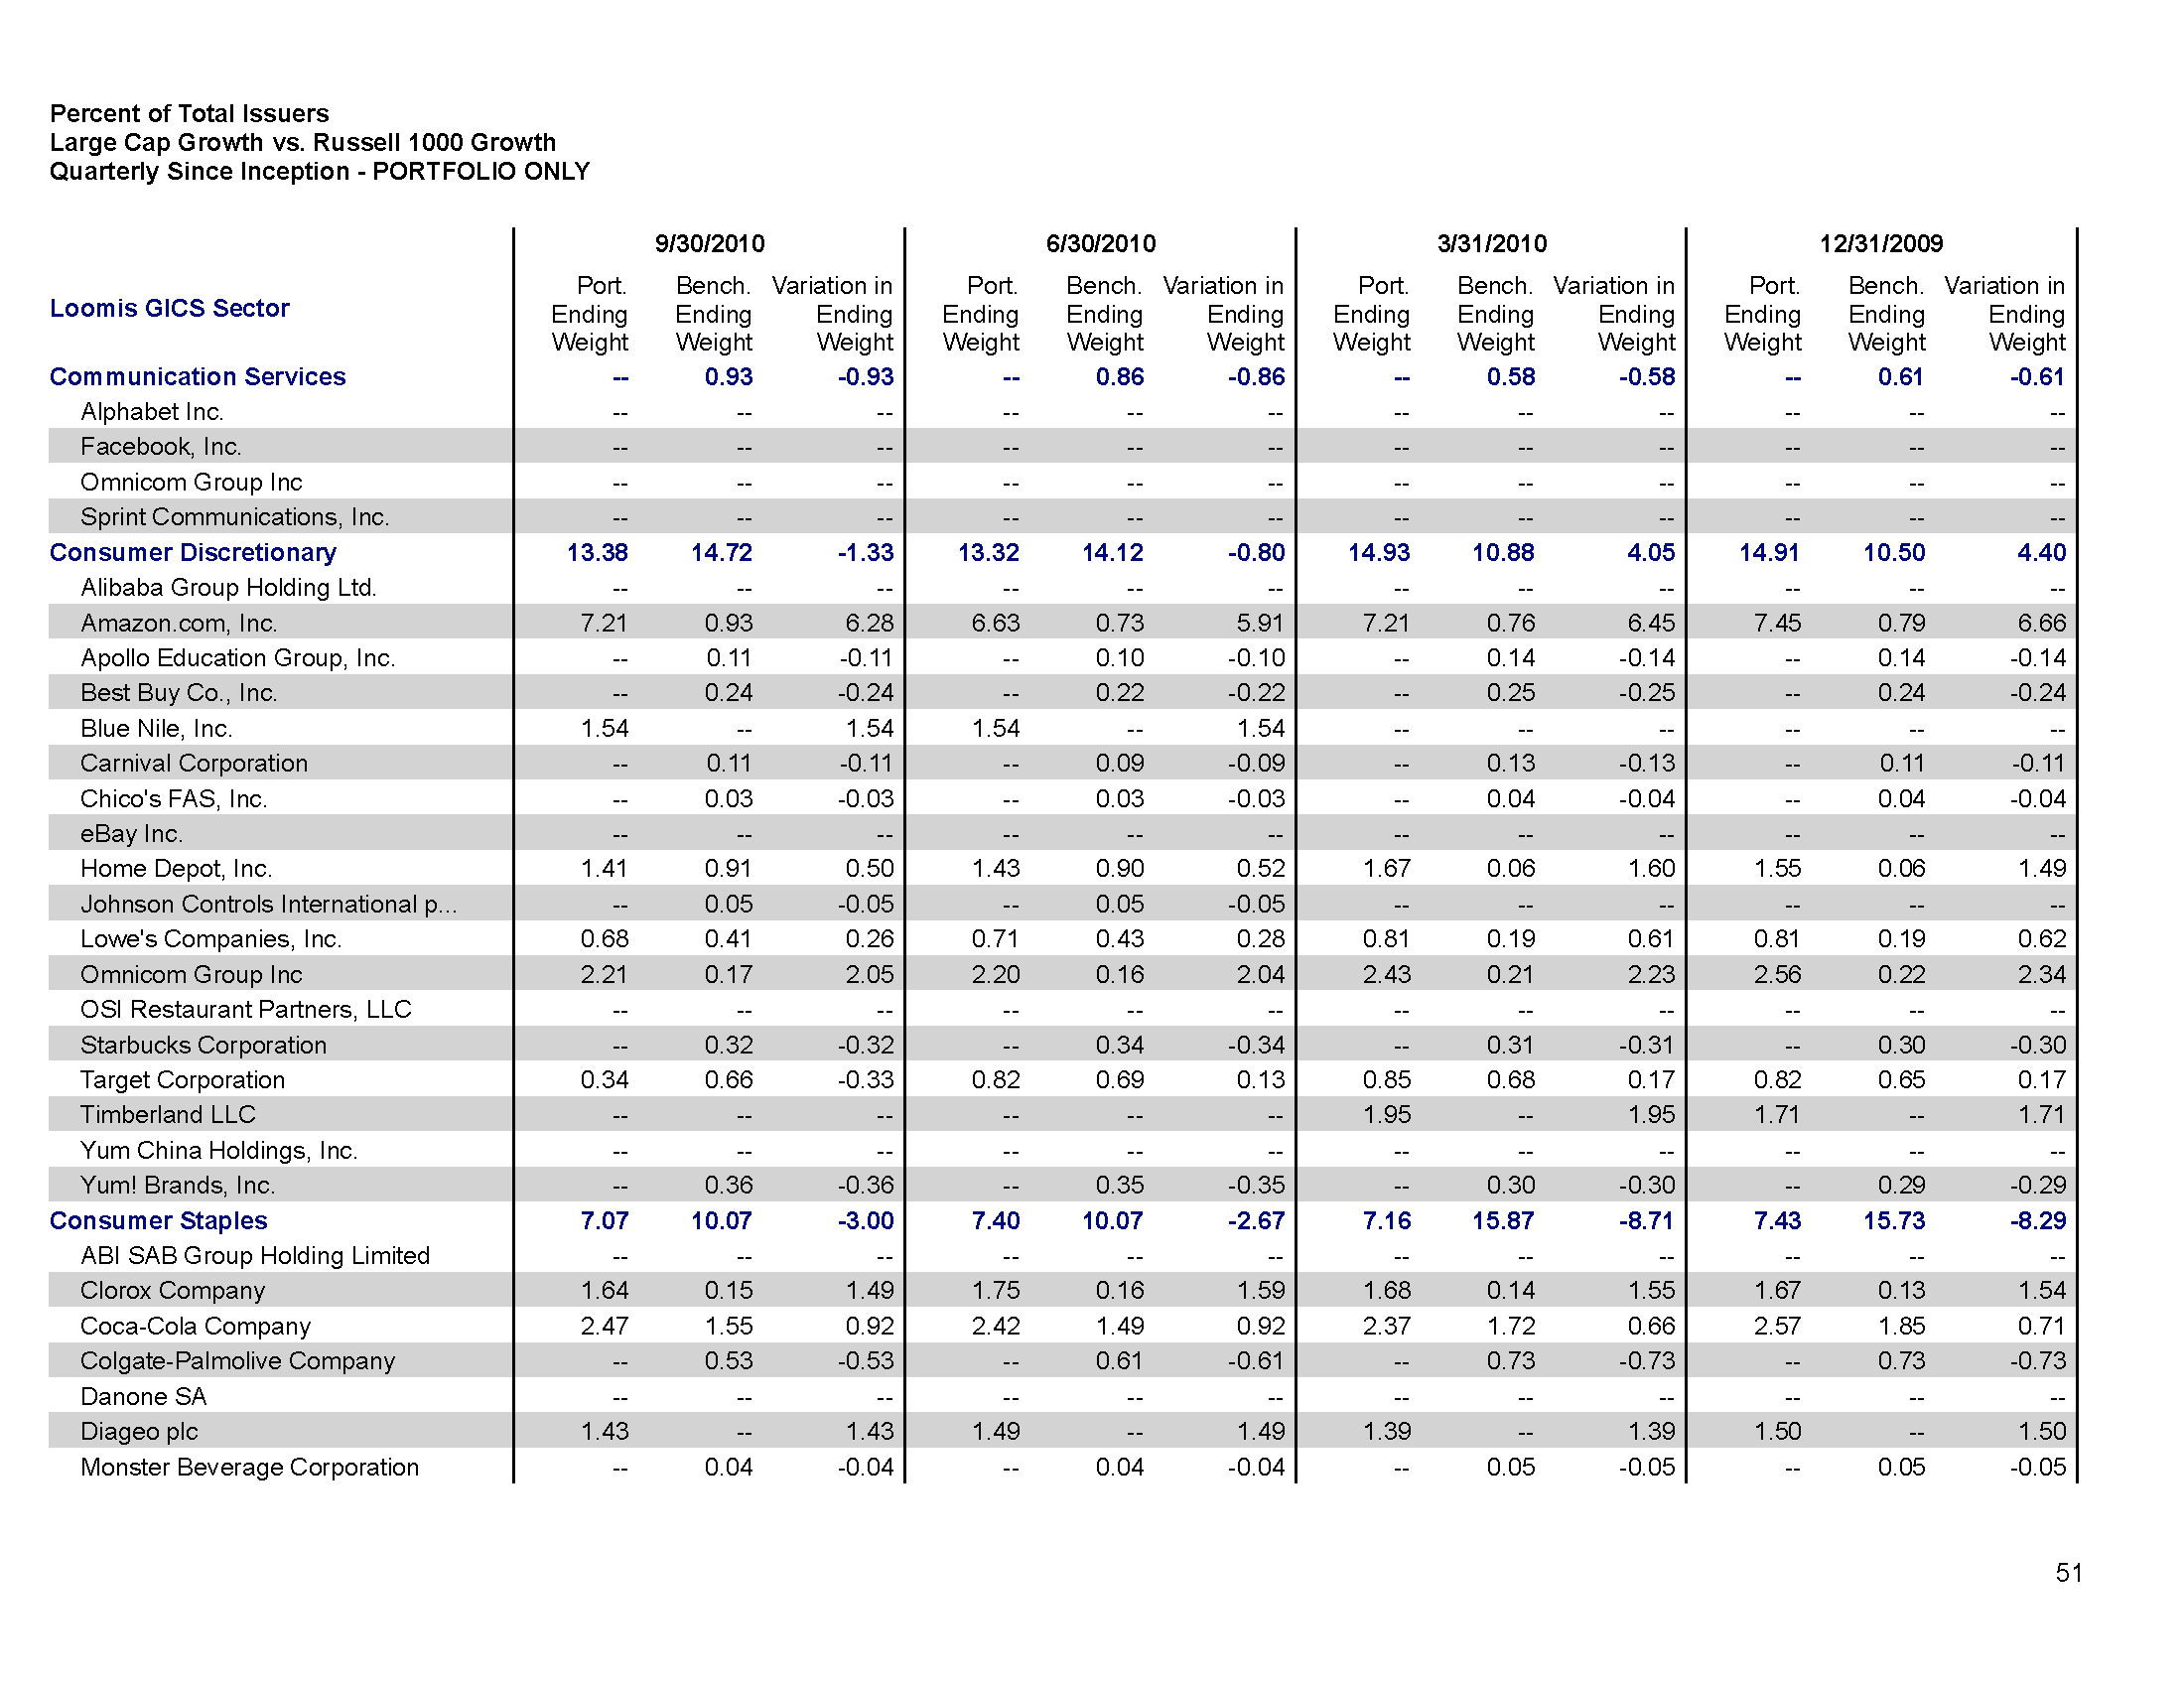 Percent of Total Issuers
Large Cap Growth vs. Russell 1000 Growth
Quarterly Since Inception - PORTFOLIO ONLY
9/30/2010 6/30/2010 3/31/2010 12/31/2009
Loomis GICS Sector
Port. Bench. Variation in Port. Bench. Variation in Port. Bench. Variation in Port. Bench. Variation in
Ending Ending Ending Ending Ending Ending Ending Ending Ending Ending Ending Ending
Weight Weight Weight Weight Weight Weight Weight Weight Weight Weight Weight Weight
Communication Services -- 0.93 -0.93 -- 0.86 -0.86 -- 0.58 -0.58 -- 0.61 -0.61
Alphabet Inc. -- -- -- -- -- -- -- -- -- -- -- --
Facebook, Inc. -- -- -- -- -- -- -- -- -- -- -- --
Omnicom Group Inc -- -- -- -- -- -- -- -- -- -- -- --
Sprint Communications, Inc. -- -- -- -- -- -- -- -- -- -- -- --
Consumer Discretionary 13.38 14.72 -1.33 13.32 14.12 -0.80 14.93 10.88 4.05 14.91 10.50 4.40
Alibaba Group Holding Ltd. -- -- -- -- -- -- -- -- -- -- -- --
Amazon.com, Inc. 7.21 0.93 6.28 6.63 0.73 5.91 7.21 0.76 6.45 7.45 0.79 6.66
Apollo Education Group, Inc. -- 0.11 -0.11 -- 0.10 -0.10 -- 0.14 -0.14 -- 0.14 -0.14
Best Buy Co., Inc. -- 0.24 -0.24 -- 0.22 -0.22 -- 0.25 -0.25 -- 0.24 -0.24
Blue Nile, Inc. 1.54 -- 1.54 1.54 -- 1.54 -- -- -- -- -- --
Carnival Corporation -- 0.11 -0.11 -- 0.09 -0.09 -- 0.13 -0.13 -- 0.11 -0.11
Chico's FAS, Inc. -- 0.03 -0.03 -- 0.03 -0.03 -- 0.04 -0.04 -- 0.04 -0.04
eBay Inc. -- -- -- -- -- -- -- -- -- -- -- --
Home Depot, Inc. 1.41 0.91 0.50 1.43 0.90 0.52 1.67 0.06 1.60 1.55 0.06 1.49
Johnson Controls International p... -- 0.05 -0.05 -- 0.05 -0.05 -- -- -- -- -- --
Lowe's Companies, Inc. 0.68 0.41 0.26 0.71 0.43 0.28 0.81 0.19 0.61 0.81 0.19 0.62
Omnicom Group Inc 2.21 0.17 2.05 2.20 0.16 2.04 2.43 0.21 2.23 2.56 0.22 2.34
OSI Restaurant Partners, LLC -- -- -- -- -- -- -- -- -- -- -- --
Starbucks Corporation -- 0.32 -0.32 -- 0.34 -0.34 -- 0.31 -0.31 -- 0.30 -0.30
Target Corporation 0.34 0.66 -0.33 0.82 0.69 0.13 0.85 0.68 0.17 0.82 0.65 0.17
Timberland LLC -- -- -- -- -- -- 1.95 -- 1.95 1.71 -- 1.71
Yum China Holdings, Inc. -- -- -- -- -- -- -- -- -- -- -- --
Yum! Brands, Inc. -- 0.36 -0.36 -- 0.35 -0.35 -- 0.30 -0.30 -- 0.29 -0.29
Consumer Staples 7.07 10.07 -3.00 7.40 10.07 -2.67 7.16 15.87 -8.71 7.43 15.73 -8.29
ABI SAB Group Holding Limited -- -- -- -- -- -- -- -- -- -- -- --
Clorox Company 1.64 0.15 1.49 1.75 0.16 1.59 1.68 0.14 1.55 1.67 0.13 1.54
Coca-Cola Company 2.47 1.55 0.92 2.42 1.49 0.92 2.37 1.72 0.66 2.57 1.85 0.71
Colgate-Palmolive Company -- 0.53 -0.53 -- 0.61 -0.61 -- 0.73 -0.73 -- 0.73 -0.73
Danone SA -- -- -- -- -- -- -- -- -- -- -- --
Diageo plc 1.43 -- 1.43 1.49 -- 1.49 1.39 -- 1.39 1.50 -- 1.50
Monster Beverage Corporation -- 0.04 -0.04 -- 0.04 -0.04 -- 0.05 -0.05 -- 0.05 -0.05
51